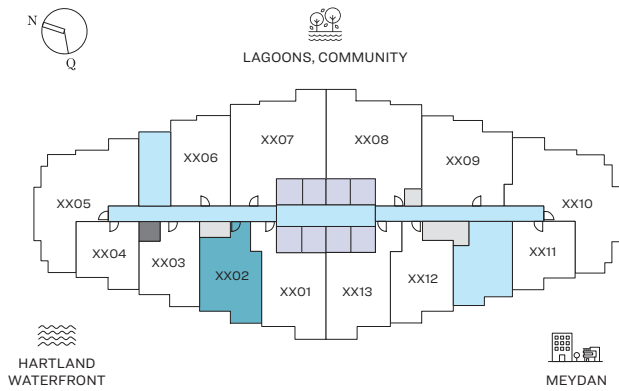 N
Q
LAGOONS, COMMUNITY
XX06
XX07
XX08
XX09
XX05
XX10
XX04
XX03
XX02
XX01
XX13
XX12
XX11
HARTLAND
WATERFRONT
MEYDAN